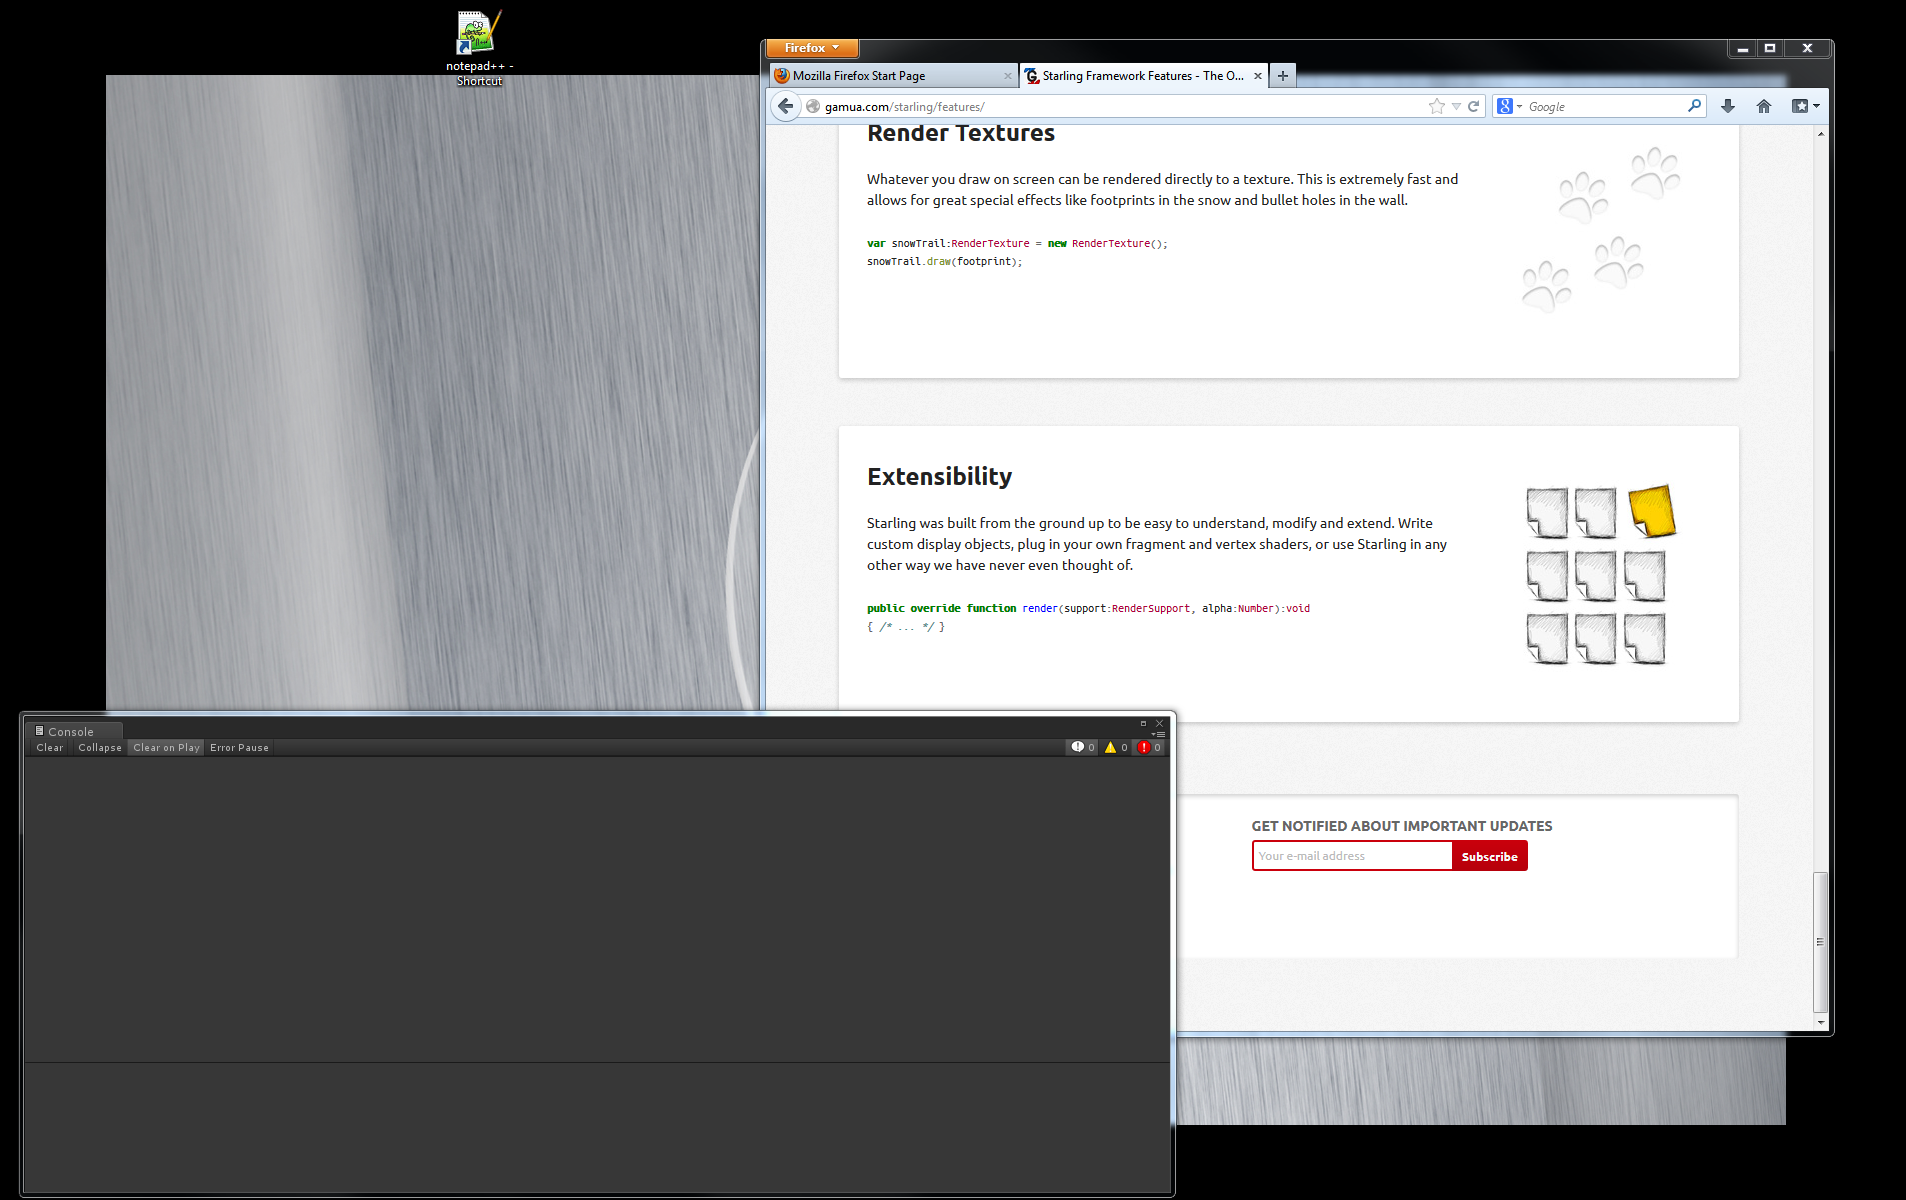 notepad++ -
Shortcut
Firefox
Mozilla Firefox Start Page
Starling Framework Features - The O...
gamua.com/starling/features/
Google
Render Textures
Whatever you draw on screen can be rendered directly to a texture. This is extremely fast and
allows for great special effects like footprints in the snow and bullet holes in the wall.
var snowTrail:RenderTexture = new RenderTexture();
snowTrail.draw(footprint);
Extensibility
Starling was built from the ground up to be easy to understand, modify and extend. Write
custom display objects, plug in your own fragment and vertex shaders, or use Starling in any
other way we have never even thought of.
public override function render(support:RenderSupport, alpha:Number):void
{ /* ... */ }
Console
Clear Collapse Clear on Play Error Pause 0 0 0
GET NOTIFIED ABOUT IMPORTANT UPDATES
Your e-mail address Subscribe